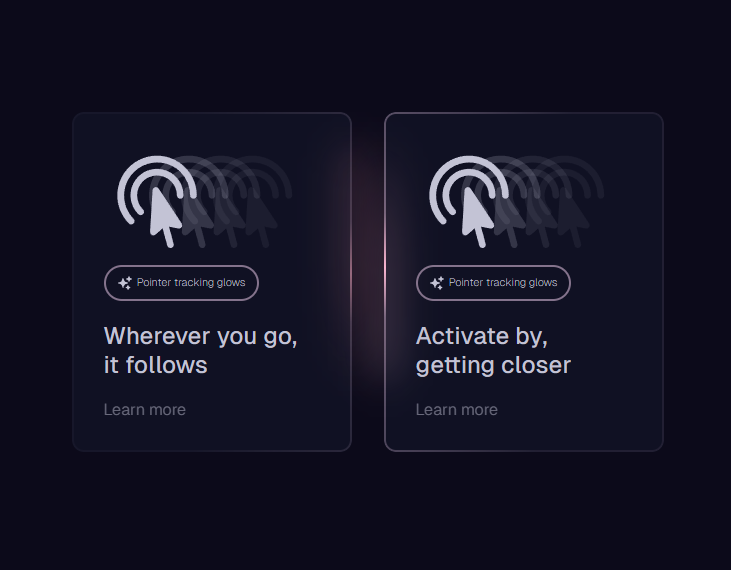 Pointer tracking glows
Wherever you go,
it follows
Learn more
Pointer tracking glows
Activate by,
getting closer
Learn more